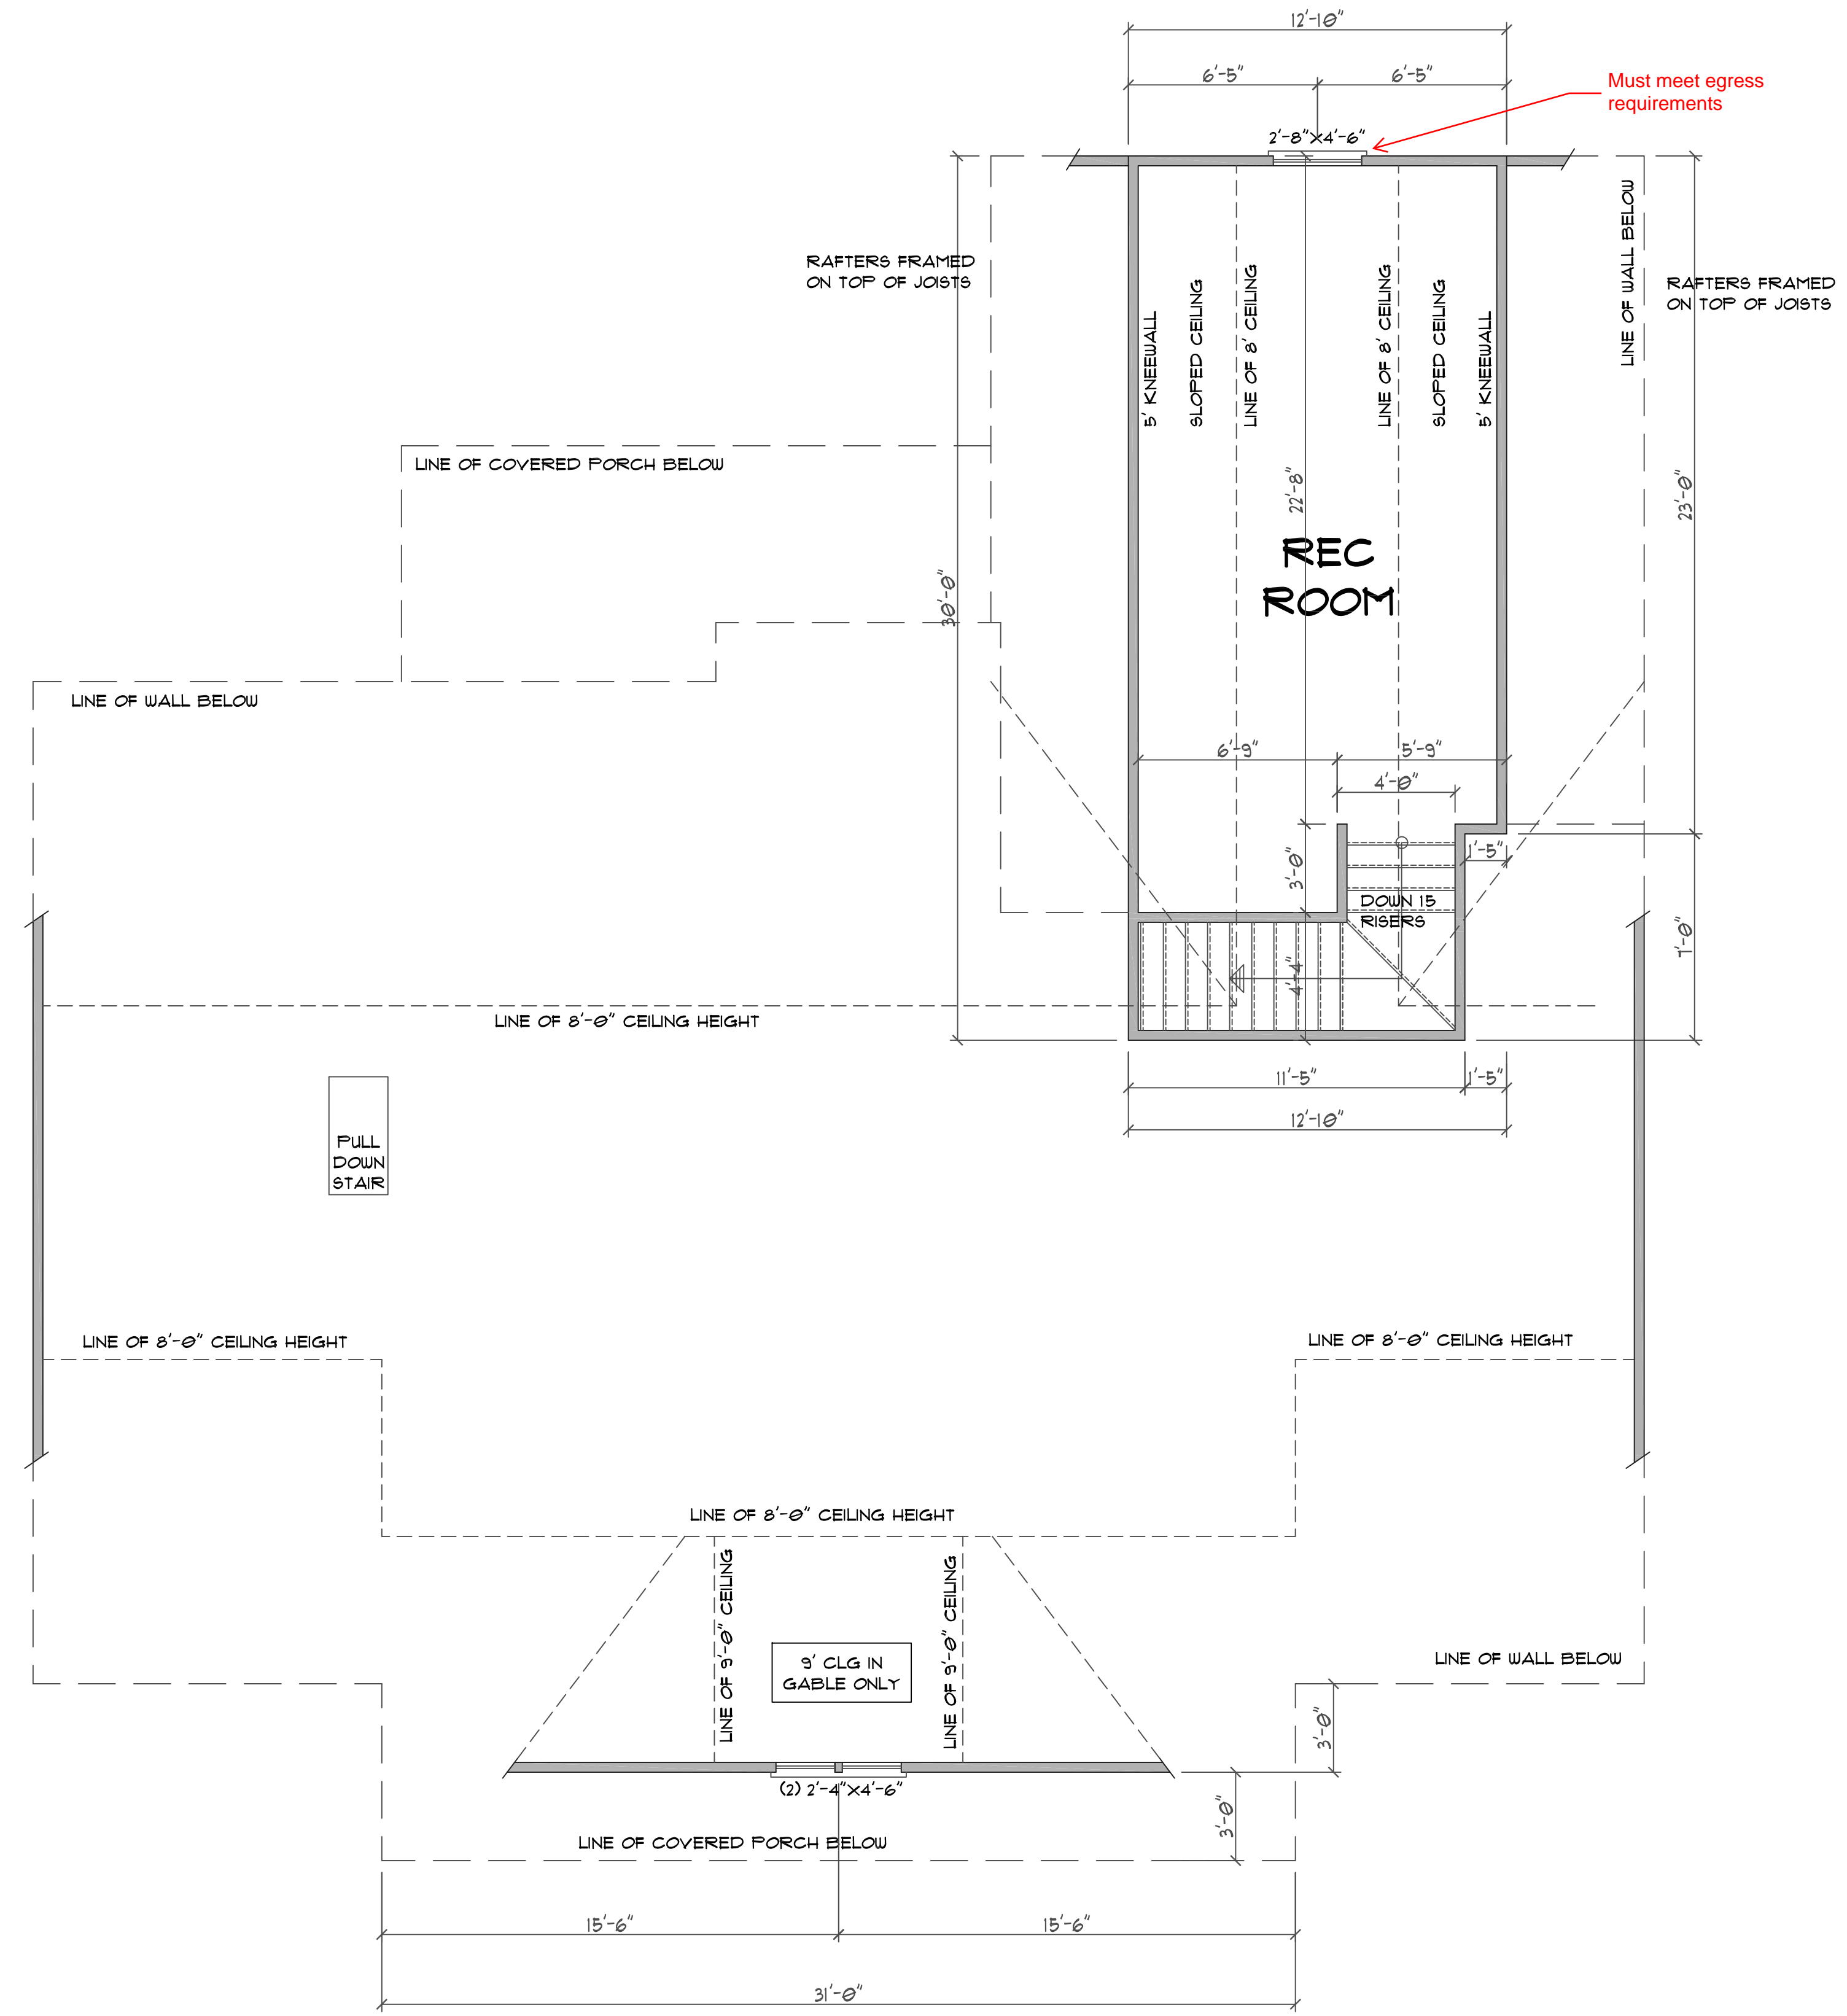 12'-10"
6'-5"
6'-5"
Must meet egress
requirements
2'-8"X4'-6"
RAFTERS FRAMED
ON TOP OF JOISTS
5' KNEEWALL
SLOPED CEILING
LINE OF 8' CEILING
LINE OF 8' CEILING
SLOPED CEILING
5' KNEEWALL
LINE OF WALL BELOW
RAFTERS FRAMED
ON TOP OF JOISTS
LINE OF COVERED PORCH BELOW
22'-8"
23'-0"
REC
ROOM
30'-0"
LINE OF WALL BELOW
6'-9"
5'-9"
4'-0"
3'-0"
1'-5"
DOWN 15
RISERS
7'-0"
4'-4"
LINE OF 8'-0" CEILING HEIGHT
11'-5"
1'-5"
12'-10"
PULL
DOWN
STAIR
LINE OF 8'-0" CEILING HEIGHT
LINE OF 8'-0" CEILING HEIGHT
LINE OF 8'-0" CEILING HEIGHT
LINE OF 9'-0" CEILING
LINE OF 9'-0" CEILING
9' CLG IN
GABLE ONLY
LINE OF WALL BELOW
3'-0"
(2) 2'-4"X4'-6"
3'-0"
LINE OF COVERED PORCH BELOW
15'-6"
15'-6"
31'-0"